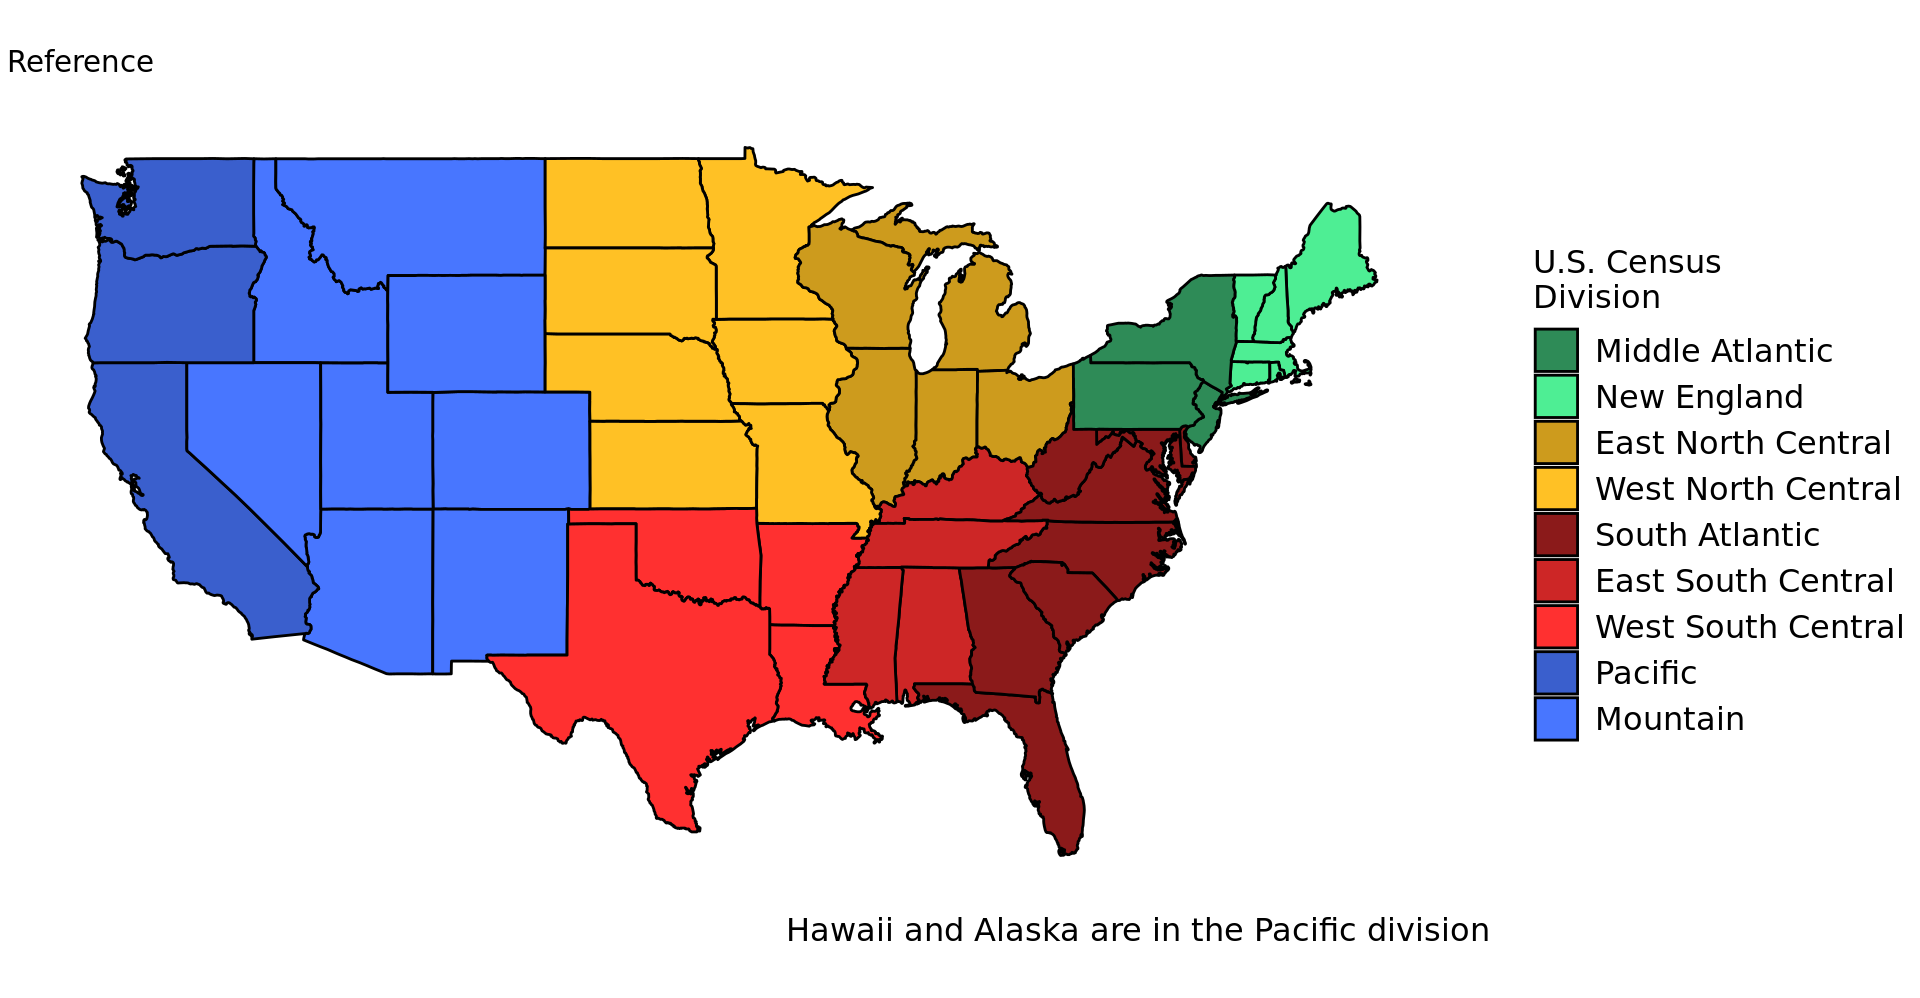 Reference
U.S. Census
Division
Middle Atlantic
New England
East North Central
West North Central
South Atlantic
East South Central
West South Central
Pacific
Mountain
Hawaii and Alaska are in the Pacific division